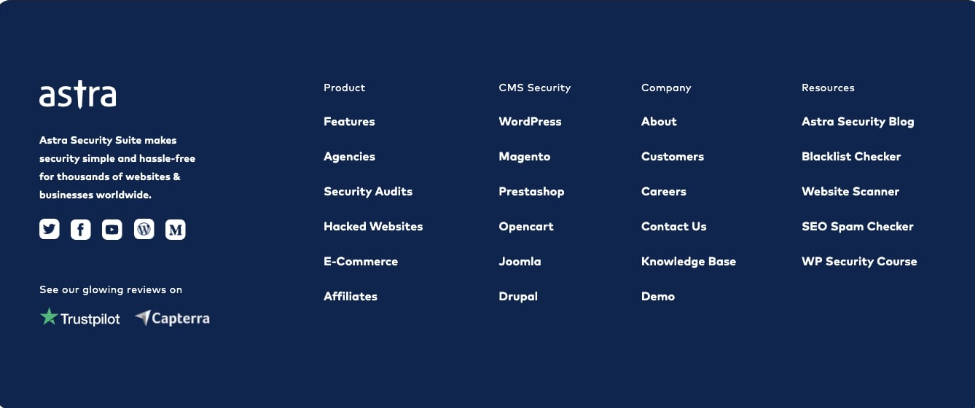 astra
Astra Security Suite makes
security simple and hassle-free
for thousands of websites &
businesses worldwide.
See our glowing reviews on
Trustpilot
Capterra
Product
Features
Agencies
Security Audits
Hacked Websites
E-Commerce
Affiliates
CMS Security
WordPress
Magento
Prestashop
Opencart
Joomla
Drupal
Company
About
Customers
Careers
Contact Us
Knowledge Base
Demo
Resources
Astra Security Blog
Blacklist Checker
Website Scanner
SEO Spam Checker
WP Security Course